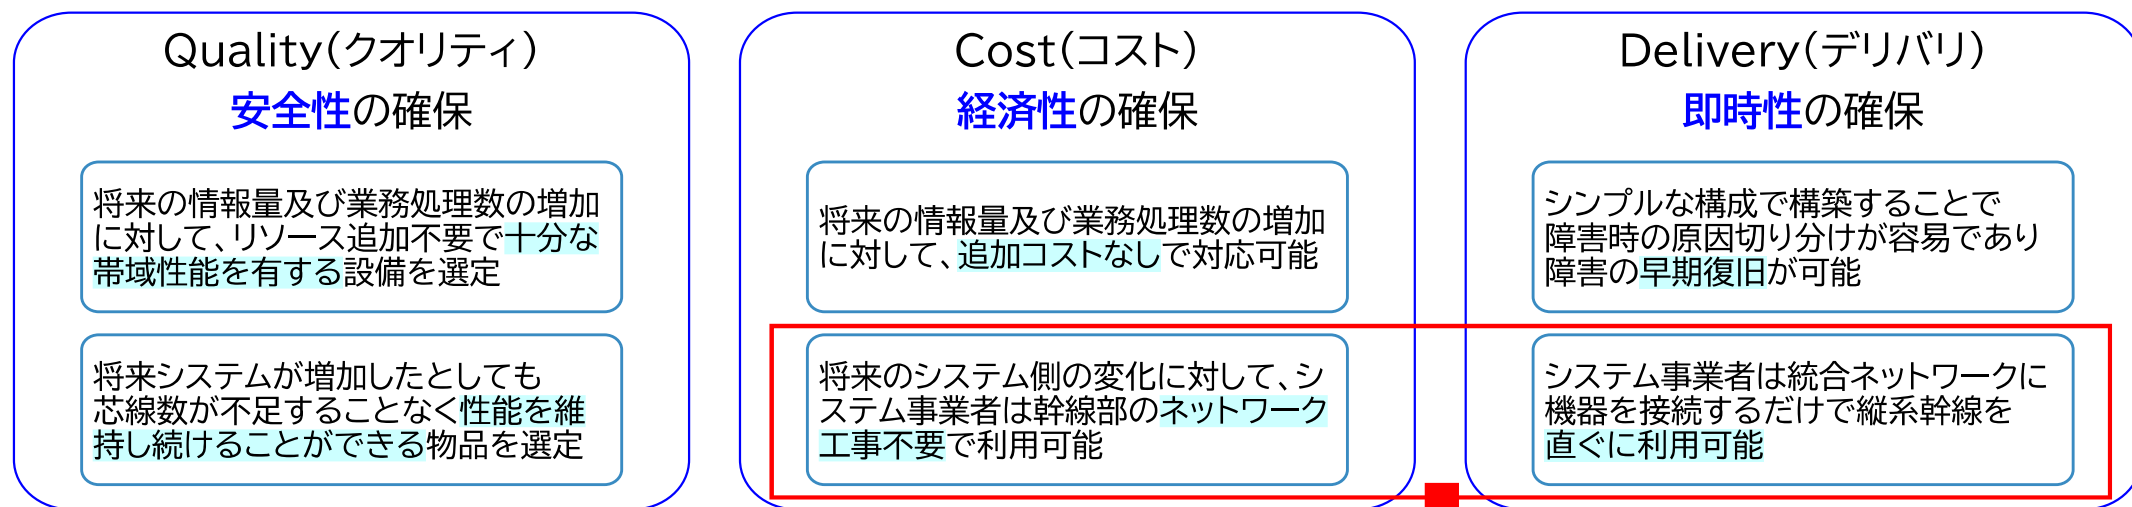 Quality(クオリティ)
安全性の確保
将来の情報量及び業務処理数の増加
に対して、リソース追加不要で十分な
帯域性能を有する設備を選定
将来システムが増加したとしても
芯線数が不足することなく性能を維
持し続けることができる物品を選定
Cost(コスト)
経済性の確保
将来の情報量及び業務処理数の増加
に対して、追加コストなしで対応可能
将来のシステム側の変化に対して、シ
ステム事業者は幹線部のネットワーク
工事不要で利用可能
Delivery(デリバリ)
即時性の確保
シンプルな構成で構築することで
障害時の原因切り分けが容易であり
障害の早期復旧が可能
システム事業者は統合ネットワークに
機器を接続するだけで縦系幹線を
直ぐに利用可能